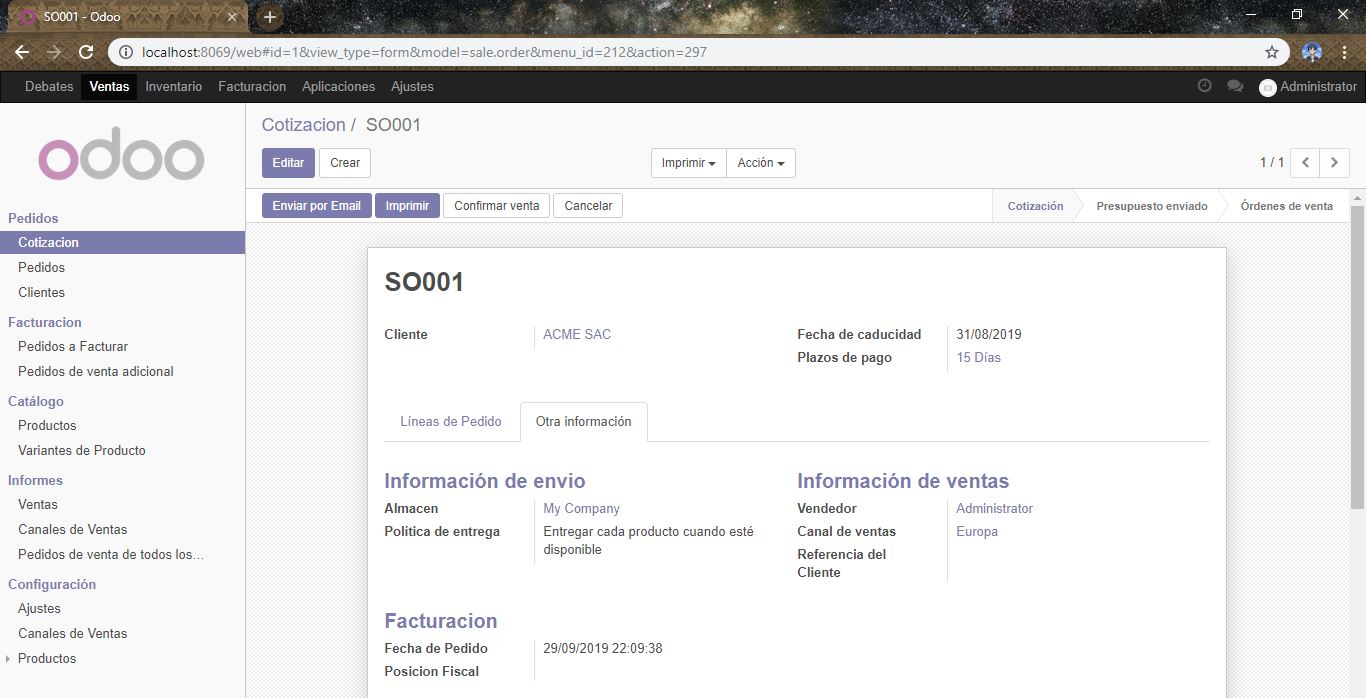 SO001 - Odoo
localhost:8069/web#id=1&view_type=form&model=sale.order&menu_id=212&action=297
Debates Ventas Inventario Facturacion Aplicaciones Ajustes Administrator
odoo
Cotizacion / SO001
Editar Crear Imprimir Acción 1 / 1
Enviar por Email Imprimir Confirmar venta Cancelar Cotización Presupuesto enviado Órdenes de venta
Pedidos
Cotizacion
Pedidos
Clientes
Facturacion
Pedidos a Facturar
Pedidos de venta adicional
Catálogo
Productos
Variantes de Producto
Informes
Ventas
Canales de Ventas
Pedidos de venta de todos los...
Configuración
Ajustes
Canales de Ventas
Productos
SO001
Cliente ACME SAC
Fecha de caducidad 31/08/2019
Plazos de pago 15 Días
Líneas de Pedido Otra información
Información de envio
Almacen My Company
Política de entrega Entregar cada producto cuando esté
disponible
Información de ventas
Vendedor Administrator
Canal de ventas Europa
Referencia del
Cliente
Facturacion
Fecha de Pedido 29/09/2019 22:09:38
Posicion Fiscal